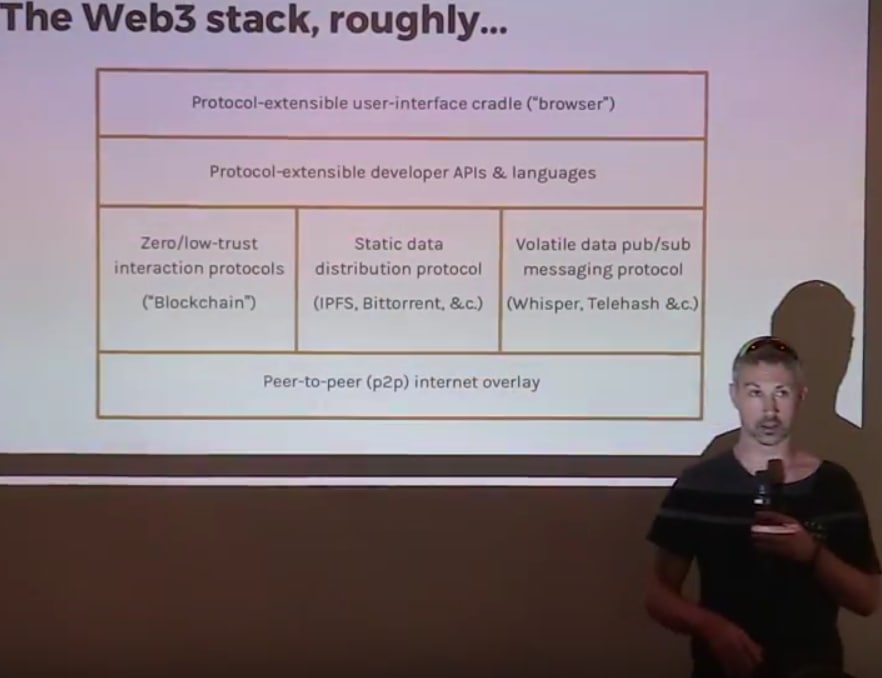 The Web3 stack, roughly...
Protocol-extensible user-interface cradle ("browser")
Protocol-extensible developer APIs & languages
Zero/low-trust
interaction protocols
("Blockchain")
Static data
distribution protocol
(IPFS, Bittorrent, &c.)
Volatile data pub/sub
messaging protocol
(Whisper, Telehash &c.)
Peer-to-peer (p2p) internet overlay